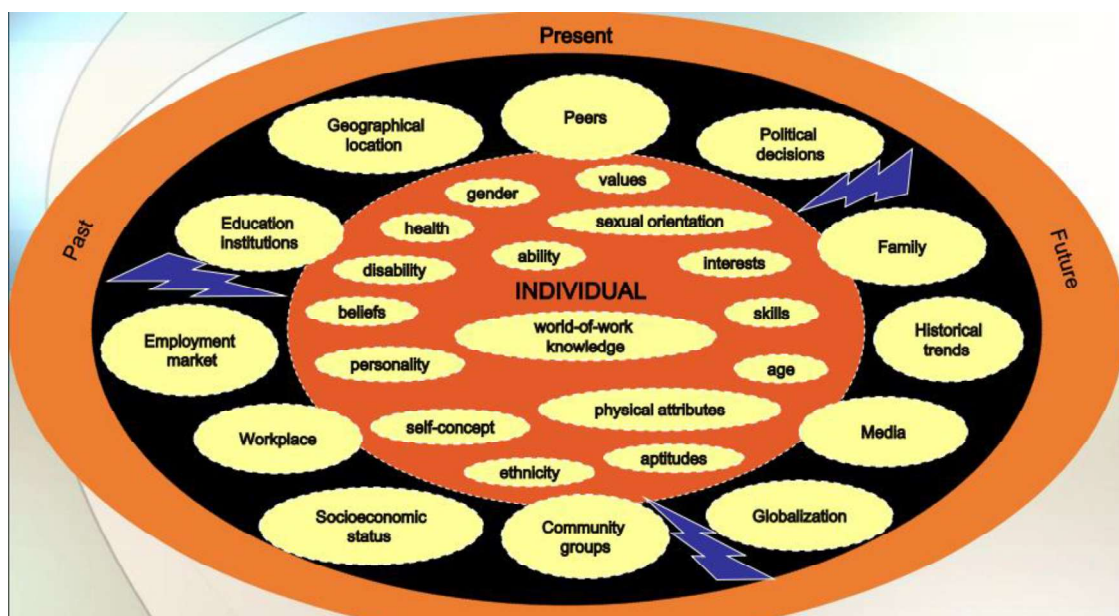 Present
Peers
Geographical
location
Political
decisions
values
gender
sexual orientation
health
Education
institutions
Past
Family
Future
ability
interests
disability
INDIVIDUAL
beliefs
skills
world-of-work
knowledge
Employment
market
Historical
trends
personality
age
physical attributes
self-concept
Workplace
Media
aptitudes
ethnicity
Socioeconomic
status
Community
groups
Globalization